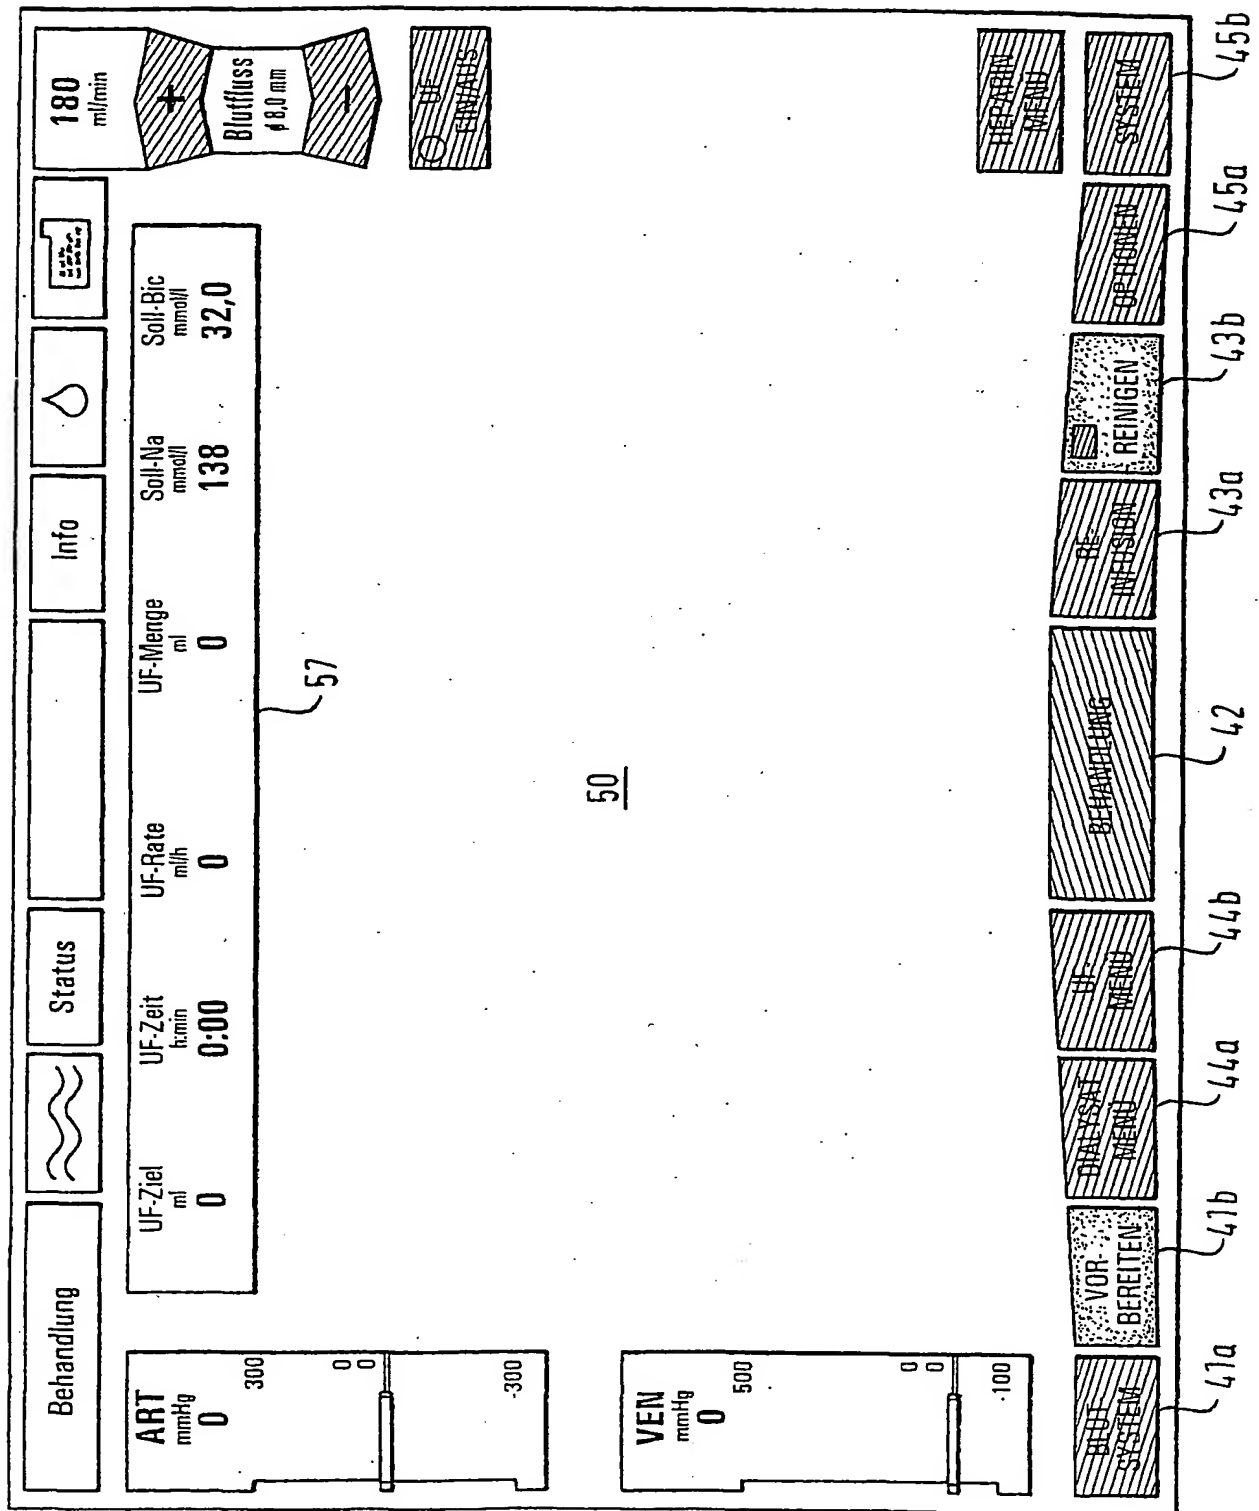 Behandlung
Status
Info
180
ml/min
+
Blutfluss
ø 8,0 mm
−
UF
EIN/AUS
UF-Ziel
ml
0
UF-Zeit
h:min
0:00
UF-Rate
ml/h
0
UF-Menge
ml
0
Soll-Na
mmol/l
138
Soll-Bic
mmol/l
32,0
57
ART
mmHg
0
300
0
0
-300
VEN
mmHg
0
500
0
0
-100
50
HEPARIN
MENÜ
BLUT-
SYSTEM
VOR-
BEREITEN
DIALYSAT
MENÜ
UF-
MENÜ
BEHANDLUNG
RE-
INFUSION
REINIGEN
OPTIONEN
SYSTEM
41a
41b
44a
44b
42
43a
43b
45a
45b